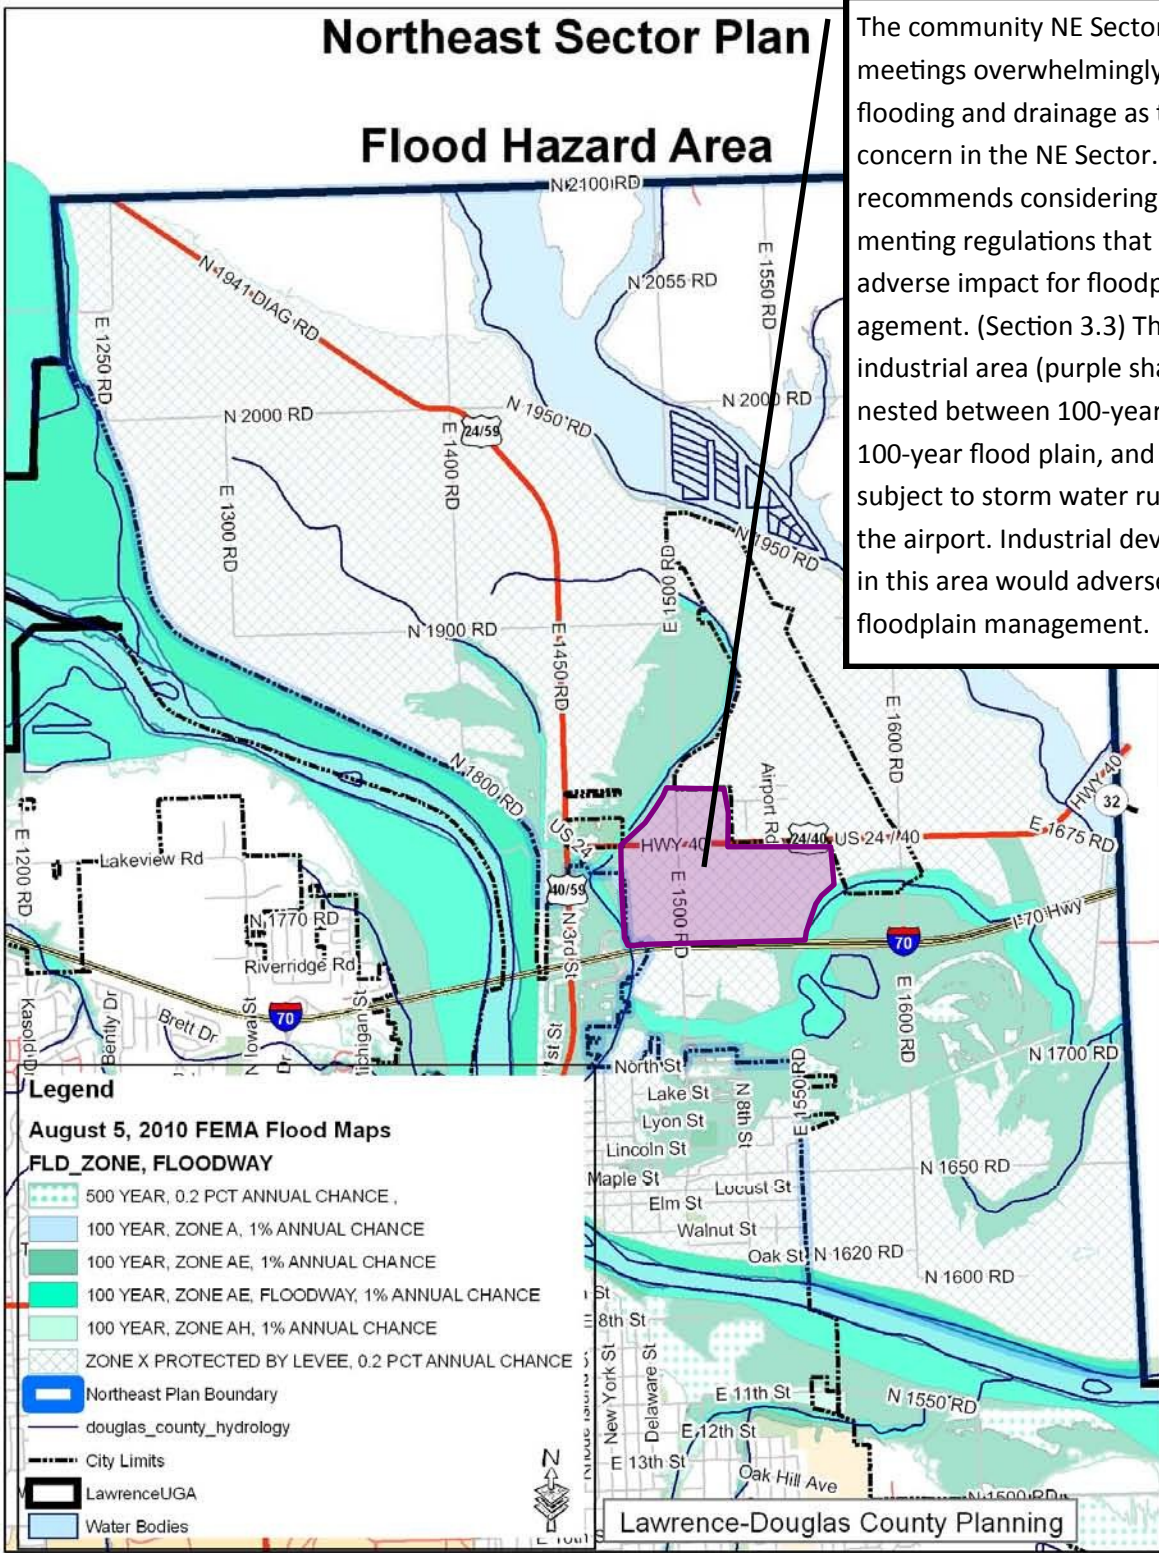 Northeast Sector Plan
Flood Hazard Area
The community NE Sector
meetings overwhelmingly
flooding and drainage as t
concern in the NE Sector.
recommends considering
menting regulations that
adverse impact for floodp
agement. (Section 3.3) Th
industrial area (purple sha
nested between 100-year
100-year flood plain, and
subject to storm water ru
the airport. Industrial dev
in this area would adverse
floodplain management.
N 2100 RD
N 1941 DIAG RD
N 2055 RD
E 1550 RD
E 1250 RD
N 2000 RD
24/59
N 1950 RD
N 2000 RD
E 1400 RD
E 1300 RD
N 1950 RD
E 1500 RD
N 1900 RD
E 1450 RD
E 1600 RD
N 1800 RD
Airport Rd
HWY 40
32
US 24
HWY 40
24/40
US 24 / 40
E 1675 RD
E 1200 RD
Lakeview Rd
40/59
E 1500 RD
N 1770 RD
N 3rd St
I-70 Hwy
70
Riverridge Rd
70
E 1600 RD
Kasold Dr
Brett Dr
Iowa St
Michigan St
N 1st St
N 1700 RD
North St
E 1550 RD
Lake St
N 8th St
Lyon St
Lincoln St
N 1650 RD
Maple St
Locust St
Elm St
Walnut St
Oak St
N 1620 RD
N 1600 RD
E 8th St
New York St
Delaware St
E 11th St
N 1550 RD
E 12th St
E 13th St
Oak Hill Ave
N 1500 RD
Legend
August 5, 2010 FEMA Flood Maps
FLD_ZONE, FLOODWAY
500 YEAR, 0.2 PCT ANNUAL CHANCE ,
100 YEAR, ZONE A, 1% ANNUAL CHANCE
100 YEAR, ZONE AE, 1% ANNUAL CHANCE
100 YEAR, ZONE AE, FLOODWAY, 1% ANNUAL CHANCE
100 YEAR, ZONE AH, 1% ANNUAL CHANCE
ZONE X PROTECTED BY LEVEE, 0.2 PCT ANNUAL CHANCE
Northeast Plan Boundary
douglas_county_hydrology
City Limits
LawrenceUGA
Water Bodies
N
Lawrence-Douglas County Planning